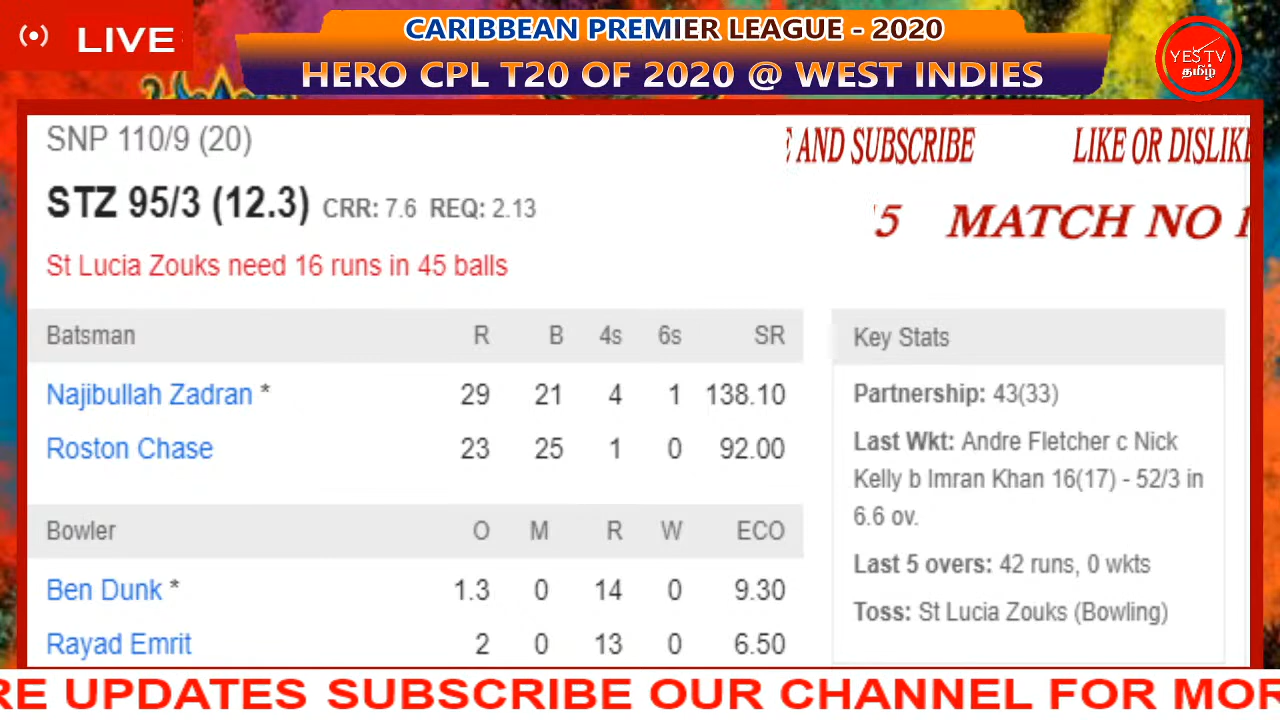 LIVE
CARIBBEAN PREMIER LEAGUE - 2020
HERO CPL T20 OF 2020 @ WEST INDIES
YES TV
தமிழ்
SNP 110/9 (20)
AND SUBSCRIBE LIKE OR DISLIKE
STZ 95/3 (12.3) CRR: 7.6 REQ: 2.13
5 MATCH NO 1
St Lucia Zouks need 16 runs in 45 balls
Batsman R B 4s 6s SR
Najibullah Zadran * 29 21 4 1 138.10
Roston Chase 23 25 1 0 92.00
Bowler O M R W ECO
Ben Dunk * 1.3 0 14 0 9.30
Rayad Emrit 2 0 13 0 6.50
Key Stats
Partnership: 43(33)
Last Wkt: Andre Fletcher c Nick
Kelly b Imran Khan 16(17) - 52/3 in
6.6 ov.
Last 5 overs: 42 runs, 0 wkts
Toss: St Lucia Zouks (Bowling)
RE UPDATES SUBSCRIBE OUR CHANNEL FOR MOR